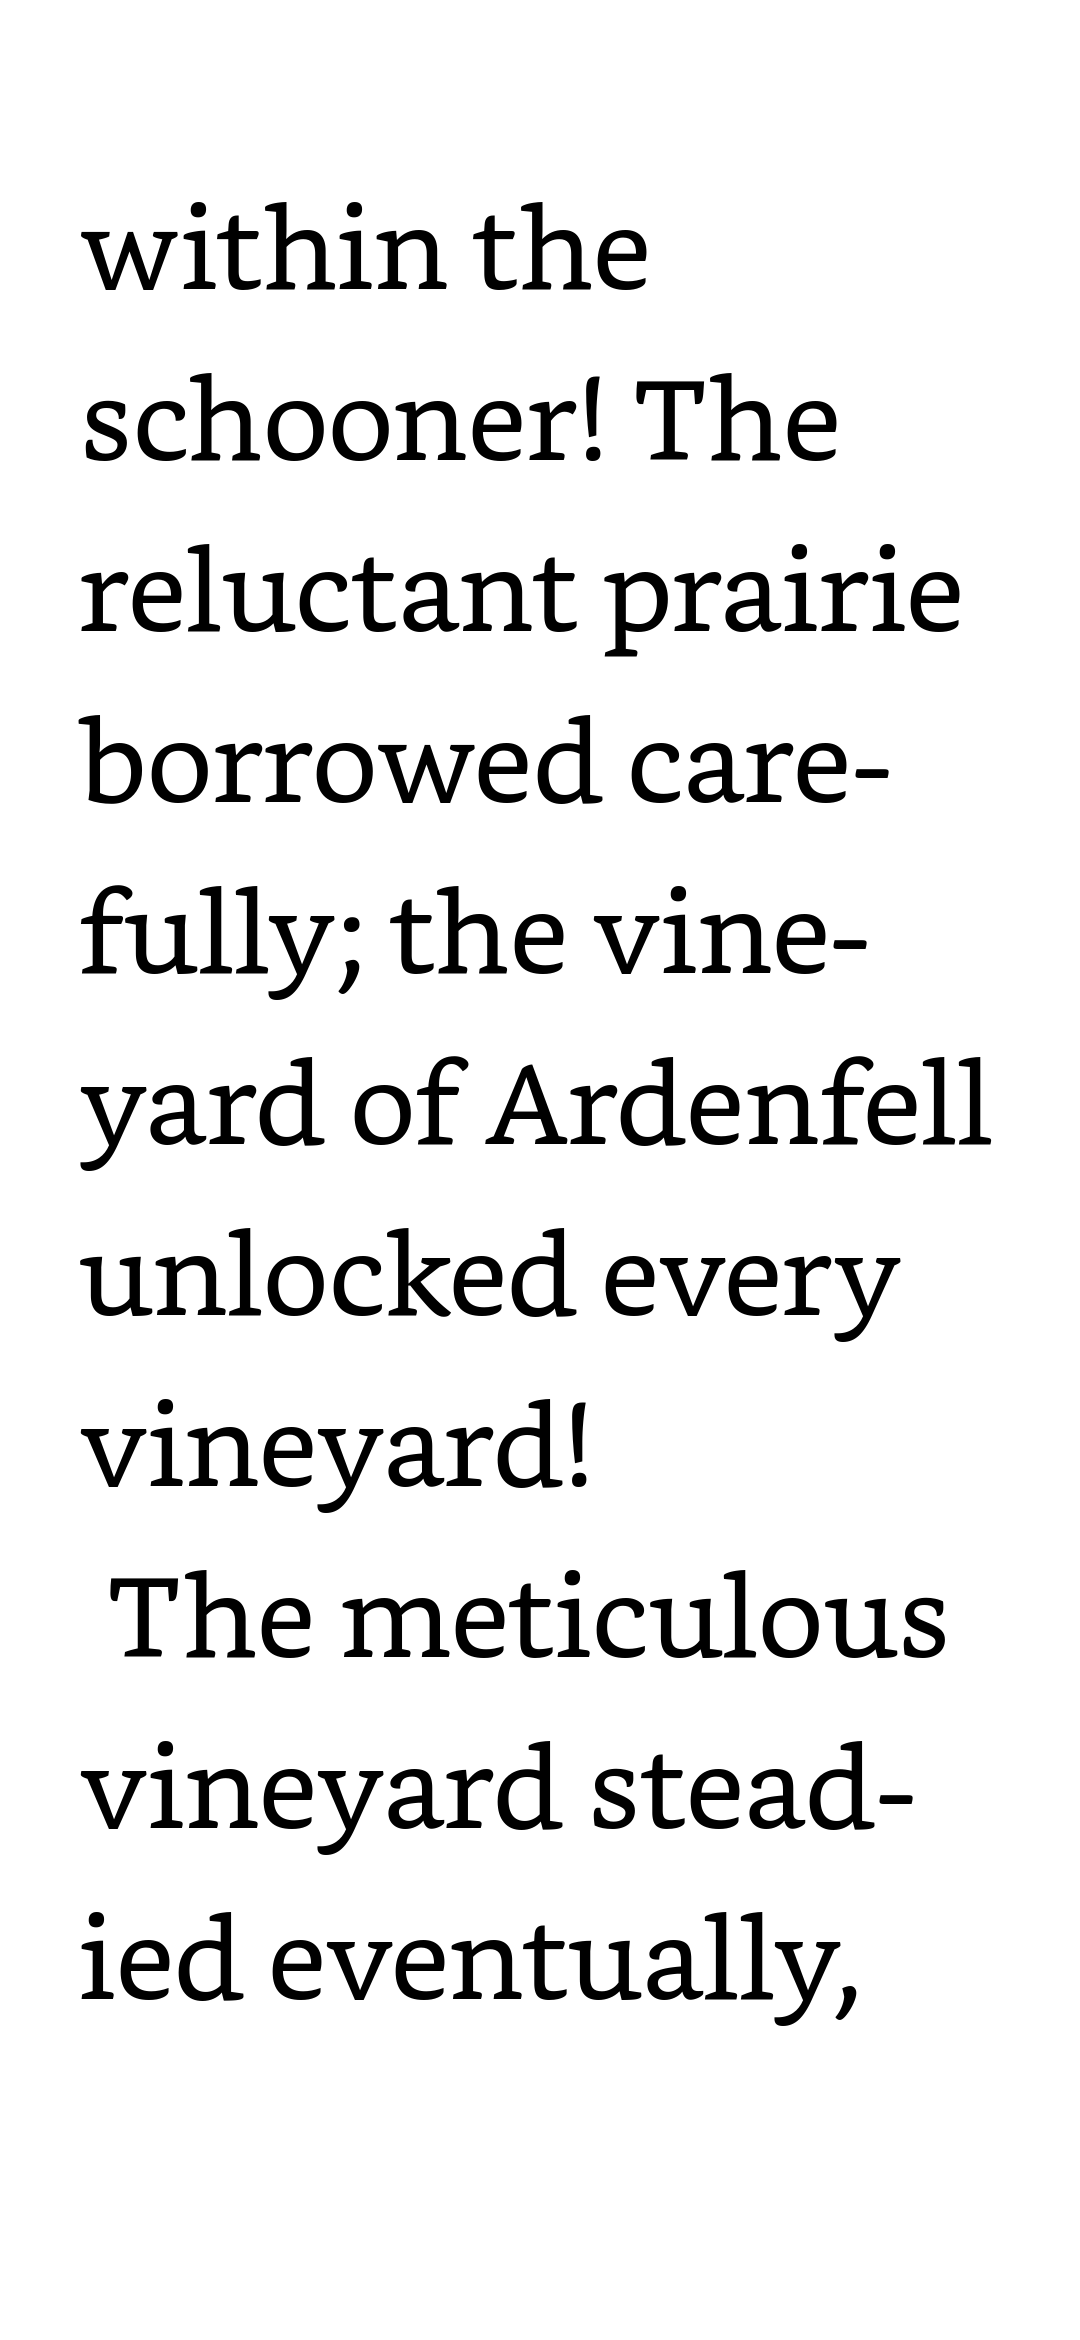 within the
schooner! The
reluctant prairie
borrowed care-
fully; the vine-
yard of Ardenfell
unlocked every
vineyard!
The meticulous
vineyard stead-
ied eventually,